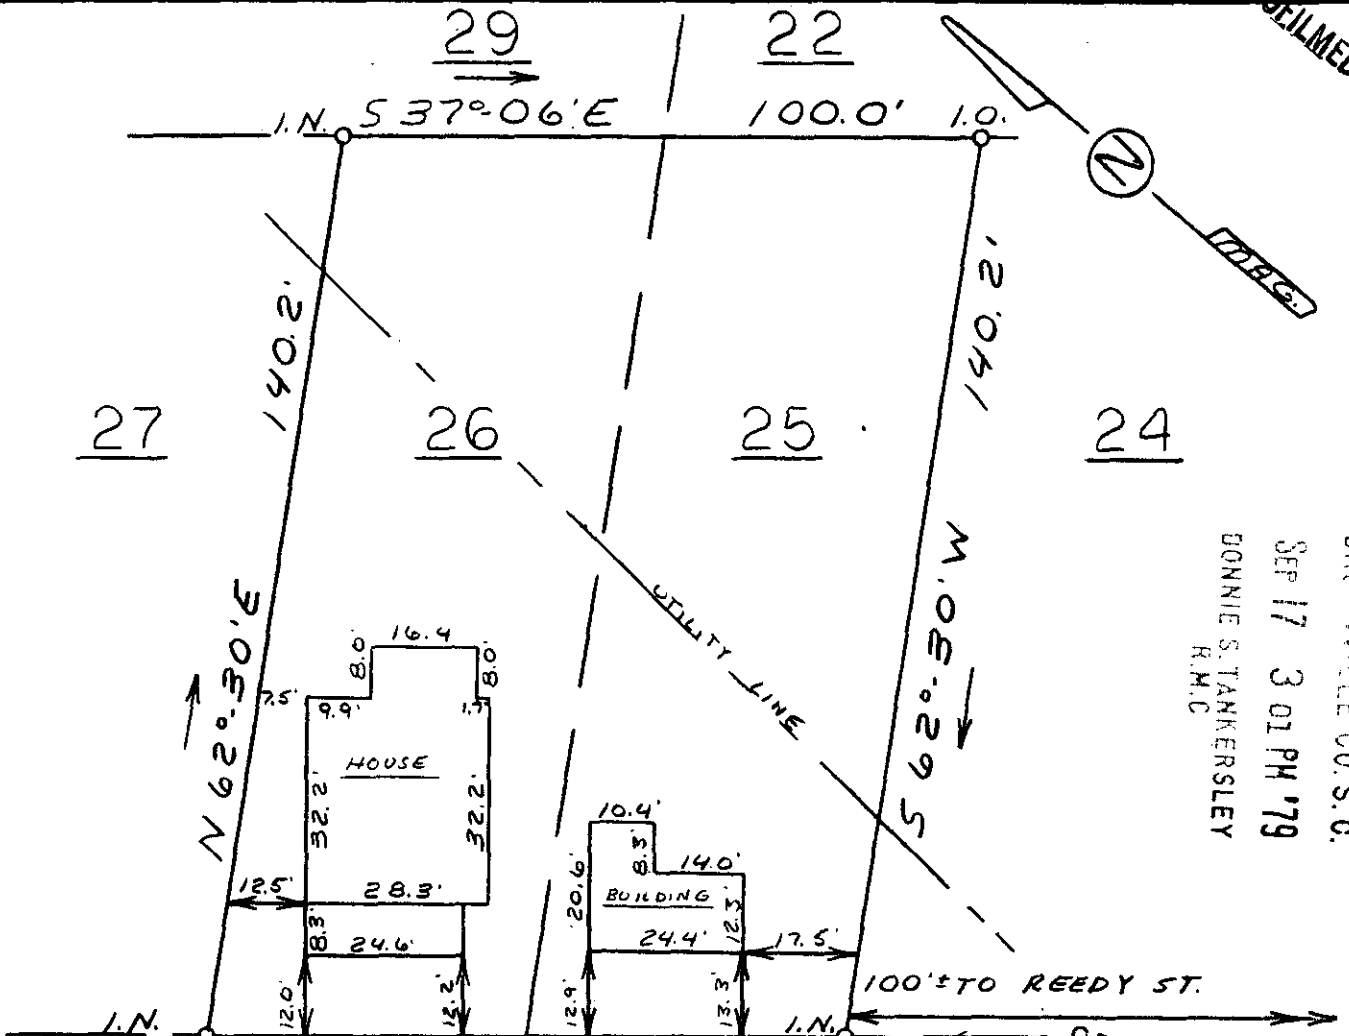 29
22
S 37°-06'E
100.0'
I.N.
I.O.
N
MAG.
140.2'
140.2'
27
26
25
24
N 62°-30'E
S 62°-30'W
UTILITY LINE
SEP 17 3 01 PM '79
DONNIE S. TANKERSLEY
R.M.C
CO. S. C.
16.4
8.0'
8.0'
7.5'
9.9'
1.7'
HOUSE
32.2'
32.2'
12.5'
28.3'
8.3'
24.6'
12.0'
12.2'
10.4'
8.3'
14.0'
20.6'
BUILDING
12.3'
24.4'
17.5'
12.9'
13.3'
100'± TO REEDY ST.
I.N.
I.N.